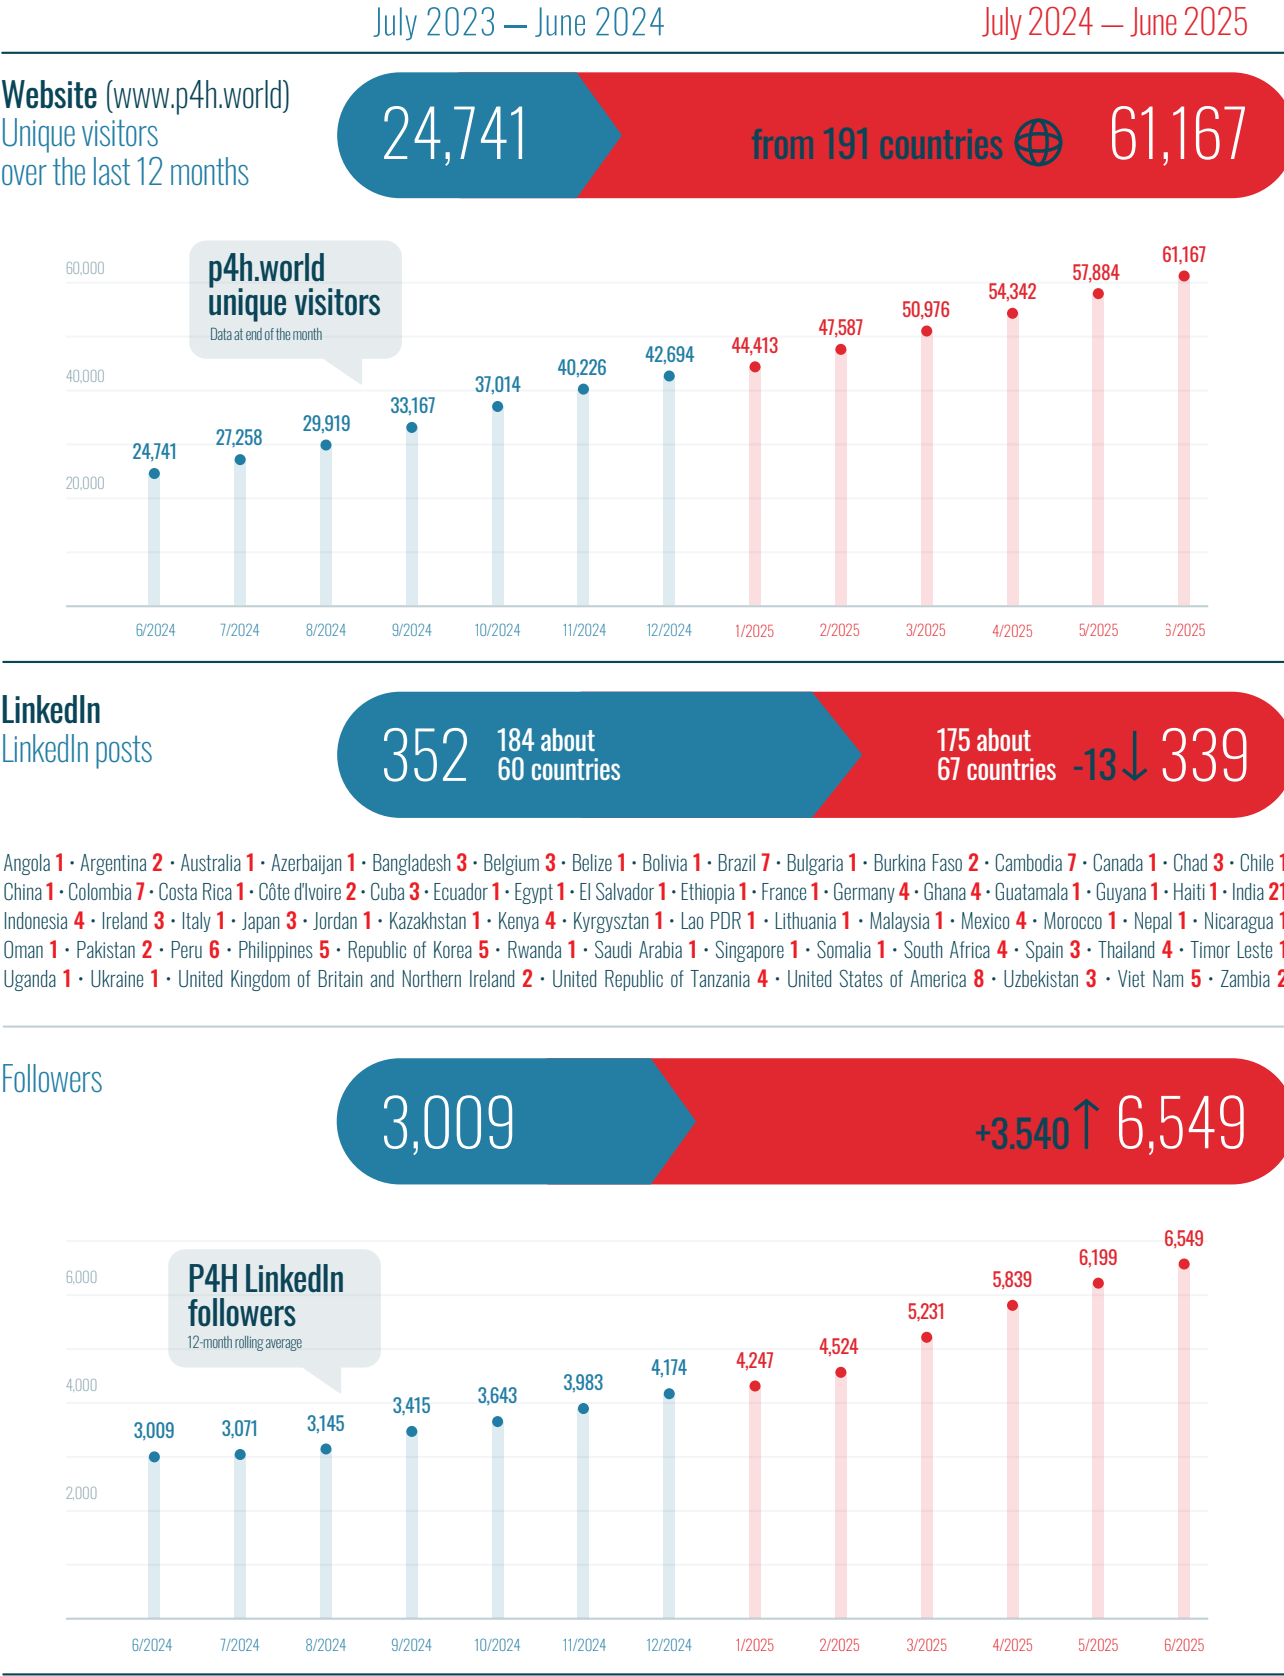 July 2023 — June 2024
July 2024 — June 2025
Website (www.p4h.world)
Unique visitors
over the last 12 months
24,741
from 191 countries
61,167
p4h.world
unique visitors
Data at end of the month
60,000
40,000
20,000
24,741
27,258
29,919
33,167
37,014
40,226
42,694
44,413
47,587
50,976
54,342
57,884
61,167
6/2024
7/2024
8/2024
9/2024
10/2024
11/2024
12/2024
1/2025
2/2025
3/2025
4/2025
5/2025
6/2025
LinkedIn
LinkedIn posts
352
184 about
60 countries
175 about
67 countries
-13↓
339
Angola 1 • Argentina 2 • Australia 1 • Azerbaijan 1 • Bangladesh 3 • Belgium 3 • Belize 1 • Bolivia 1 • Brazil 7 • Bulgaria 1 • Burkina Faso 2 • Cambodia 7 • Canada 1 • Chad 3 • Chile 1
China 1 • Colombia 7 • Costa Rica 1 • Côte d'Ivoire 2 • Cuba 3 • Ecuador 1 • Egypt 1 • El Salvador 1 • Ethiopia 1 • France 1 • Germany 4 • Ghana 4 • Guatamala 1 • Guyana 1 • Haiti 1 • India 21
Indonesia 4 • Ireland 3 • Italy 1 • Japan 3 • Jordan 1 • Kazakhstan 1 • Kenya 4 • Kyrgysztan 1 • Lao PDR 1 • Lithuania 1 • Malaysia 1 • Mexico 4 • Morocco 1 • Nepal 1 • Nicaragua 1
Oman 1 • Pakistan 2 • Peru 6 • Philippines 5 • Republic of Korea 5 • Rwanda 1 • Saudi Arabia 1 • Singapore 1 • Somalia 1 • South Africa 4 • Spain 3 • Thailand 4 • Timor Leste 1
Uganda 1 • Ukraine 1 • United Kingdom of Britain and Northern Ireland 2 • United Republic of Tanzania 4 • United States of America 8 • Uzbekistan 3 • Viet Nam 5 • Zambia 2
Followers
3,009
+3.540↑
6,549
P4H LinkedIn
followers
12-month rolling average
6,000
4,000
2,000
3,009
3,071
3,145
3,415
3,643
3,983
4,174
4,247
4,524
5,231
5,839
6,199
6,549
6/2024
7/2024
8/2024
9/2024
10/2024
11/2024
12/2024
1/2025
2/2025
3/2025
4/2025
5/2025
6/2025